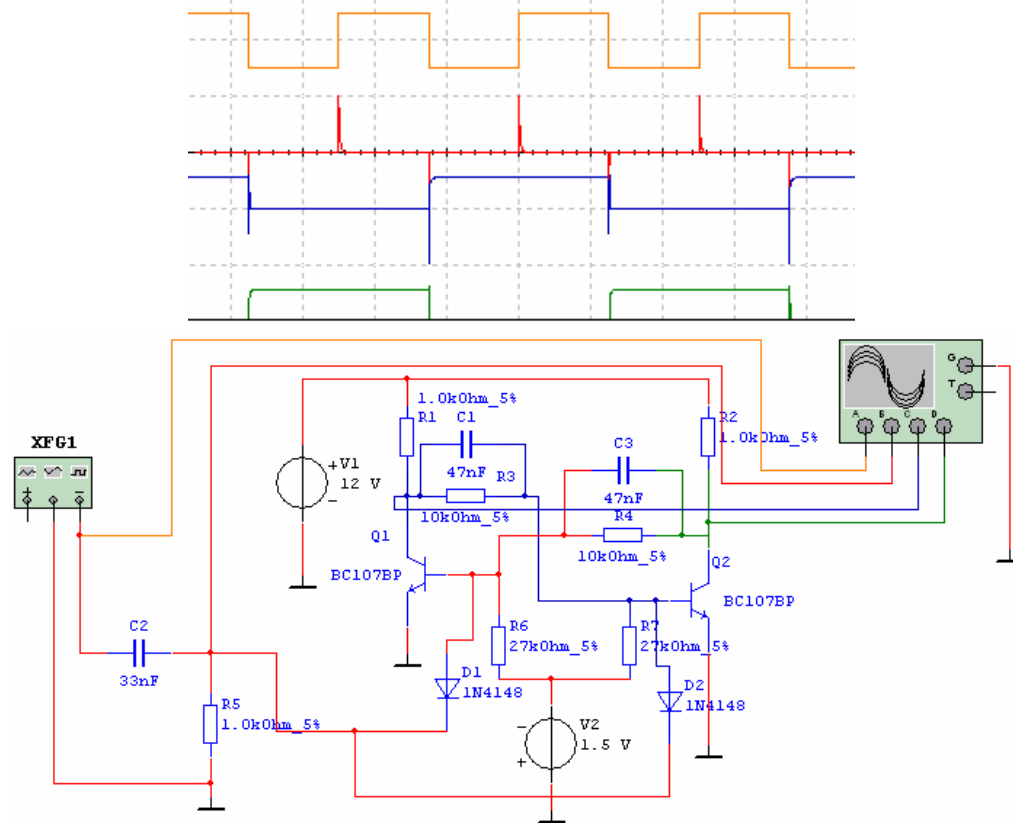 G
T
A B C D
XFG1
1.0kOhm_5%
R1
C1
47nF
R3
10kOhm_5%
V1
12 V
C3
47nF
R4
10kOhm_5%
R2
1.0kOhm_5%
Q1
BC107BP
Q2
BC107BP
C2
33nF
R6
27kOhm_5%
R7
27kOhm_5%
D1
1N4148
D2
1N4148
R5
1.0kOhm_5%
V2
1.5 V